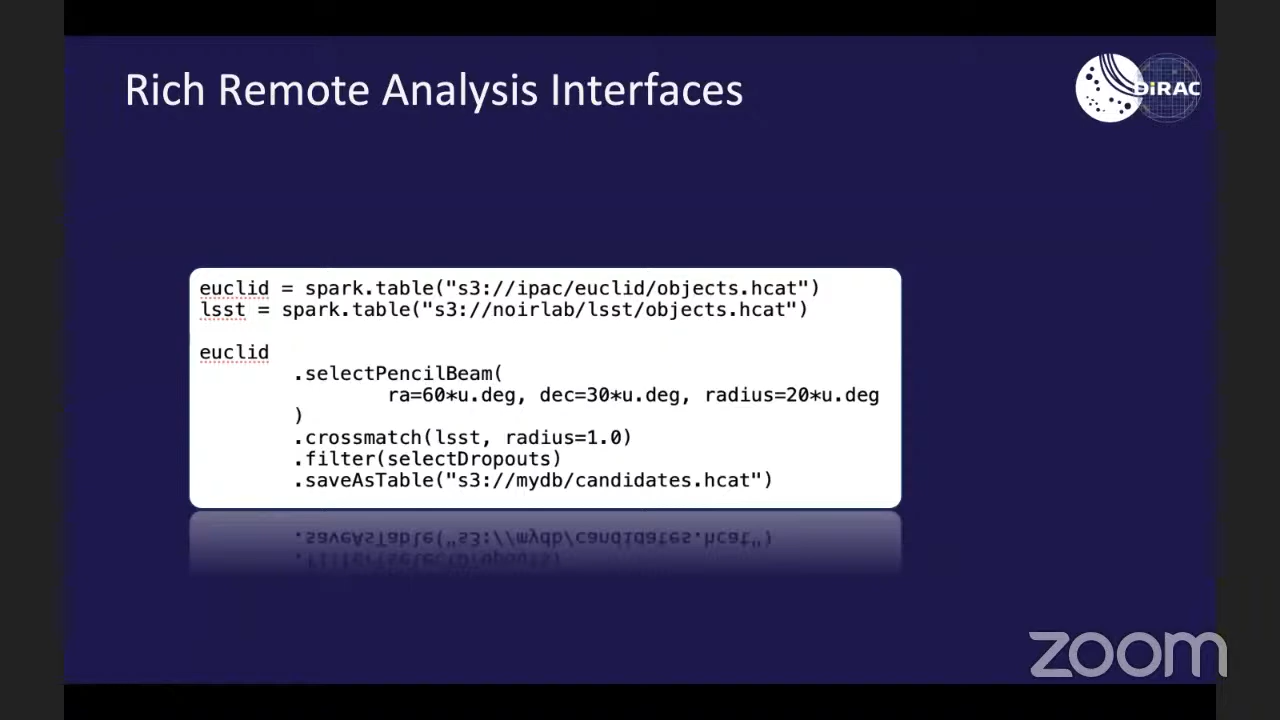 Rich Remote Analysis Interfaces
DiRAC
euclid = spark.table("s3://ipac/euclid/objects.hcat")
lsst = spark.table("s3://noirlab/lsst/objects.hcat")
euclid
.selectPencilBeam(
ra=60*u.deg, dec=30*u.deg, radius=20*u.deg
)
.crossmatch(lsst, radius=1.0)
.filter(selectDropouts)
.saveAsTable("s3://mydb/candidates.hcat")
zoom